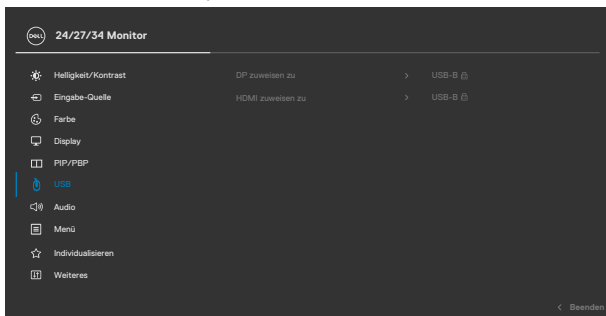 DELL 24/27/34 Monitor
Helligkeit/Kontrast DP zuweisen zu > USB-B
Eingabe-Quelle HDMI zuweisen zu > USB-B
Farbe
Display
PIP/PBP
USB
Audio
Menü
Individualisieren
Weiteres
< Beenden